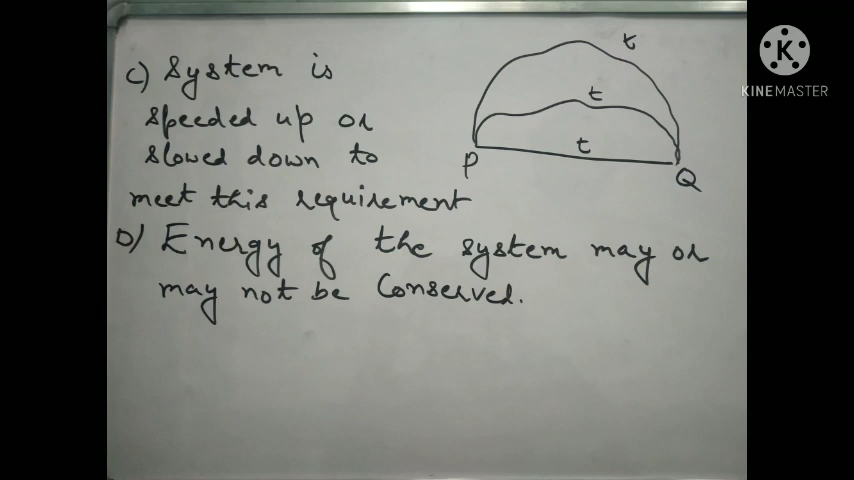 C) System is
speeded up or
slowed down to
meet this requirement
D) Energy of the system may or
may not be Conserved.
t
t
t
P
Q
K
KINEMASTER